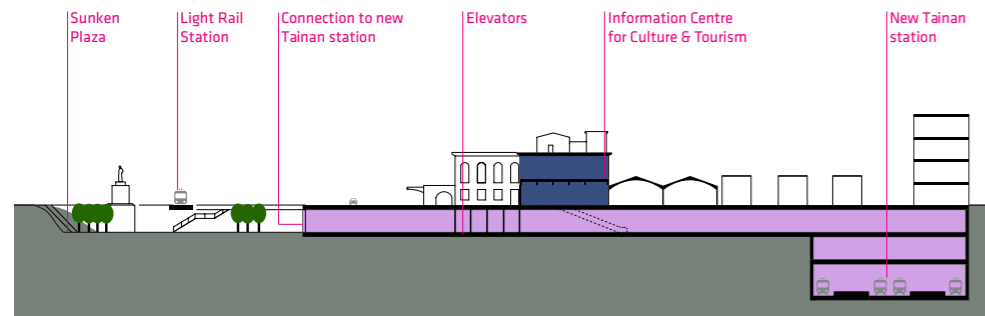 Sunken
Plaza
Light Rail
Station
Connection to new
Tainan station
Elevators
Information Centre
for Culture & Tourism
New Tainan
station